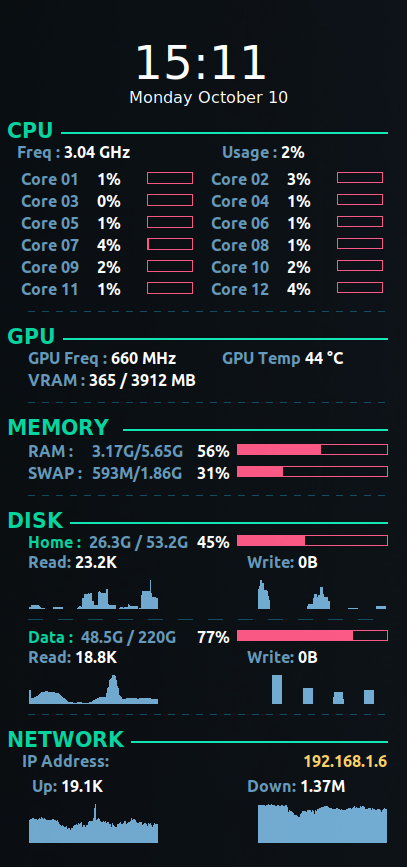 15:11
Monday October 10
CPU
Freq : 3.04 GHz Usage : 2%
Core 01 1% Core 02 3%
Core 03 0% Core 04 1%
Core 05 1% Core 06 1%
Core 07 4% Core 08 1%
Core 09 2% Core 10 2%
Core 11 1% Core 12 4%
GPU
GPU Freq : 660 MHz GPU Temp 44 °C
VRAM : 365 / 3912 MB
MEMORY
RAM : 3.17G/5.65G 56%
SWAP : 593M/1.86G 31%
DISK
Home : 26.3G / 53.2G 45%
Read: 23.2K Write: 0B
Data : 48.5G / 220G 77%
Read: 18.8K Write: 0B
NETWORK
IP Address: 192.168.1.6
Up: 19.1K Down: 1.37M